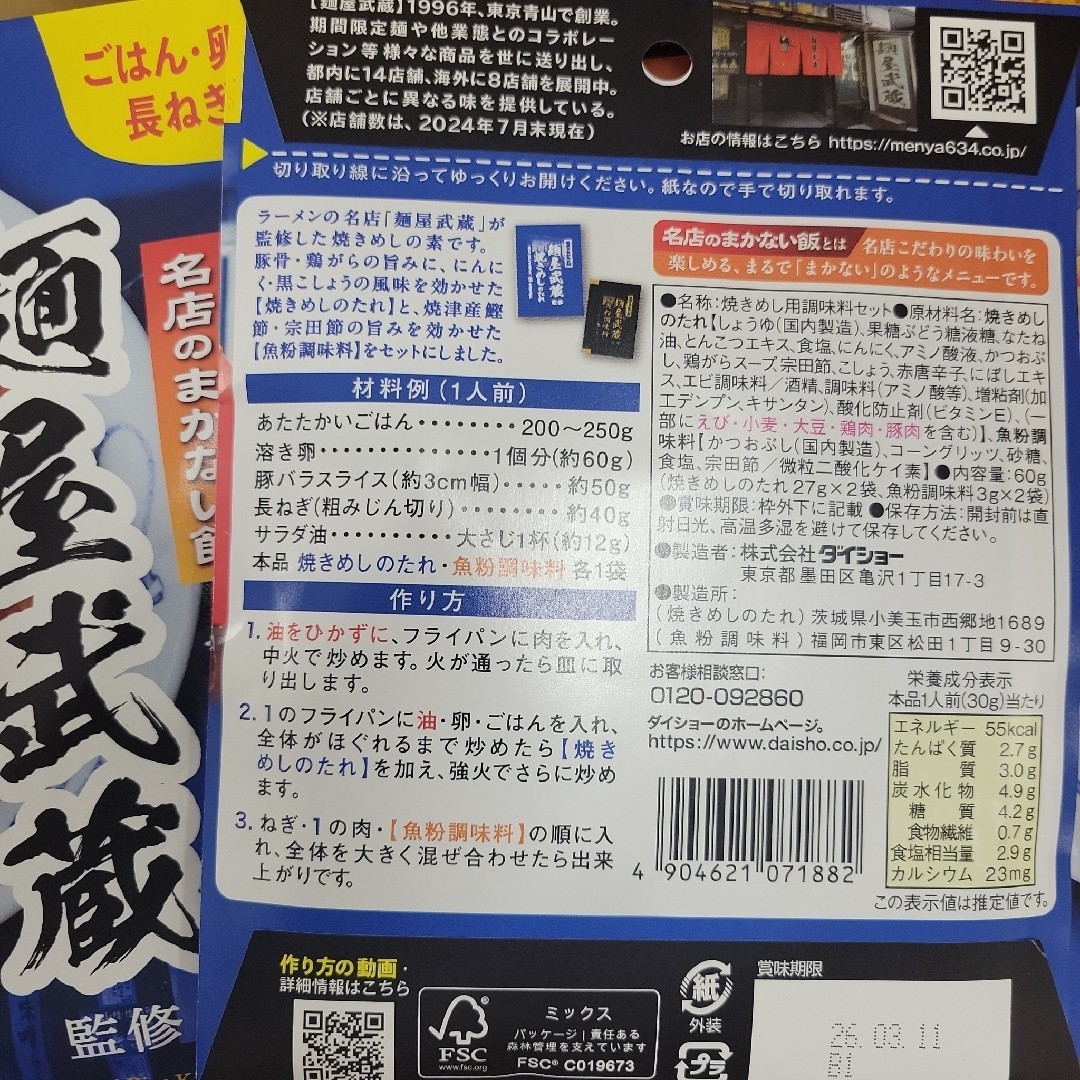 ごはん・卵
長ねぎ
名店のまかない飯
麺屋武蔵
監修
【麺屋武蔵】1996年、東京青山で創業。
期間限定麺や他業態とのコラボレー
ション等様々な商品を世に送り出し、
都内に14店舗、海外に8店舗を展開中。
店舗ごとに異なる味を提供している。
(※店舗数は、2024年7月末現在)
麺屋武蔵
お店の情報はこちら https://menya634.co.jp/
切り取り線に沿ってゆっくりお開けください。紙なので手で切り取れます。
ラーメンの名店「麺屋武蔵」が
監修した焼きめしの素です。
豚骨・鶏がらの旨みに、にんに
く・黒こしょうの風味を効かせた
【焼きめしのたれ】と、焼津産鰹
節・宗田節の旨みを効かせた
【魚粉調味料】をセットにしました。
材料例(1人前)
あたたかいごはん・・・・・・・・200〜250g
溶き卵・・・・・・・・・・・・・・1個分(約60g)
豚バラスライス(約3cm幅)・・・・・約50g
長ねぎ(粗みじん切り)・・・・・・・・約40g
サラダ油・・・・・・・・・・大さじ1杯(約12g)
本品 焼きめしのたれ・魚粉調味料 各1袋
作り方
1. 油をひかずに、フライパンに肉を入れ、
中火で炒めます。火が通ったら皿に取
り出します。
2. 1のフライパンに油・卵・ごはんを入れ、
全体がほぐれるまで炒めたら【焼き
めしのたれ】を加え、強火でさらに炒め
ます。
3. ねぎ・1の肉・【魚粉調味料】の順に入
れ、全体を大きく混ぜ合わせたら出来
上がりです。
名店のまかない飯とは 名店こだわりの味わいを
楽しめる、まるで「まかない」のようなメニューです。
●名称:焼きめし用調味料セット●原材料名:焼きめし
のたれ【しょうゆ(国内製造)、果糖ぶどう糖液糖、なたね
油、とんこつエキス、食塩、にんにく、アミノ酸液、かつおぶ
し、鶏がらスープ、宗田節、こしょう、赤唐辛子、にぼしエキ
ス、エビ調味料/酒精、調味料(アミノ酸等)、増粘剤(加
工デンプン、キサンタン)、酸化防止剤(ビタミンE)、(一
部にえび・小麦・大豆・鶏肉・豚肉を含む)】、魚粉調
味料【かつおぶし(国内製造)、コーングリッツ、砂糖、
食塩、宗田節/微粒二酸化ケイ素】●内容量:60g
(焼きめしのたれ27g×2袋、魚粉調味料3g×2袋)
●賞味期限:枠外下に記載●保存方法:開封前は直
射日光、高温多湿を避けて保存してください。
●製造者:株式会社ダイショー
東京都墨田区亀沢1丁目17-3
●製造所:
(焼きめしのたれ)茨城県小美玉市西郷地1689
(魚粉調味料)福岡市東区松田1丁目9-30
お客様相談窓口:
0120-092860
ダイショーのホームページ。
https://www.daisho.co.jp/
4 904621 071882
栄養成分表示
本品1人前(30g)当たり
エネルギー 55kcal
たんぱく質 2.7g
脂質 3.0g
炭水化物 4.9g
糖質 4.2g
食物繊維 0.7g
食塩相当量 2.9g
カルシウム 23mg
この表示値は推定値です。
作り方の動画・
詳細情報はこちら
FSC
www.fsc.org
ミックス
パッケージ|責任ある
森林管理を支えています
FSC® C019673
紙
外装
プラ
賞味期限
26.03.11
B1